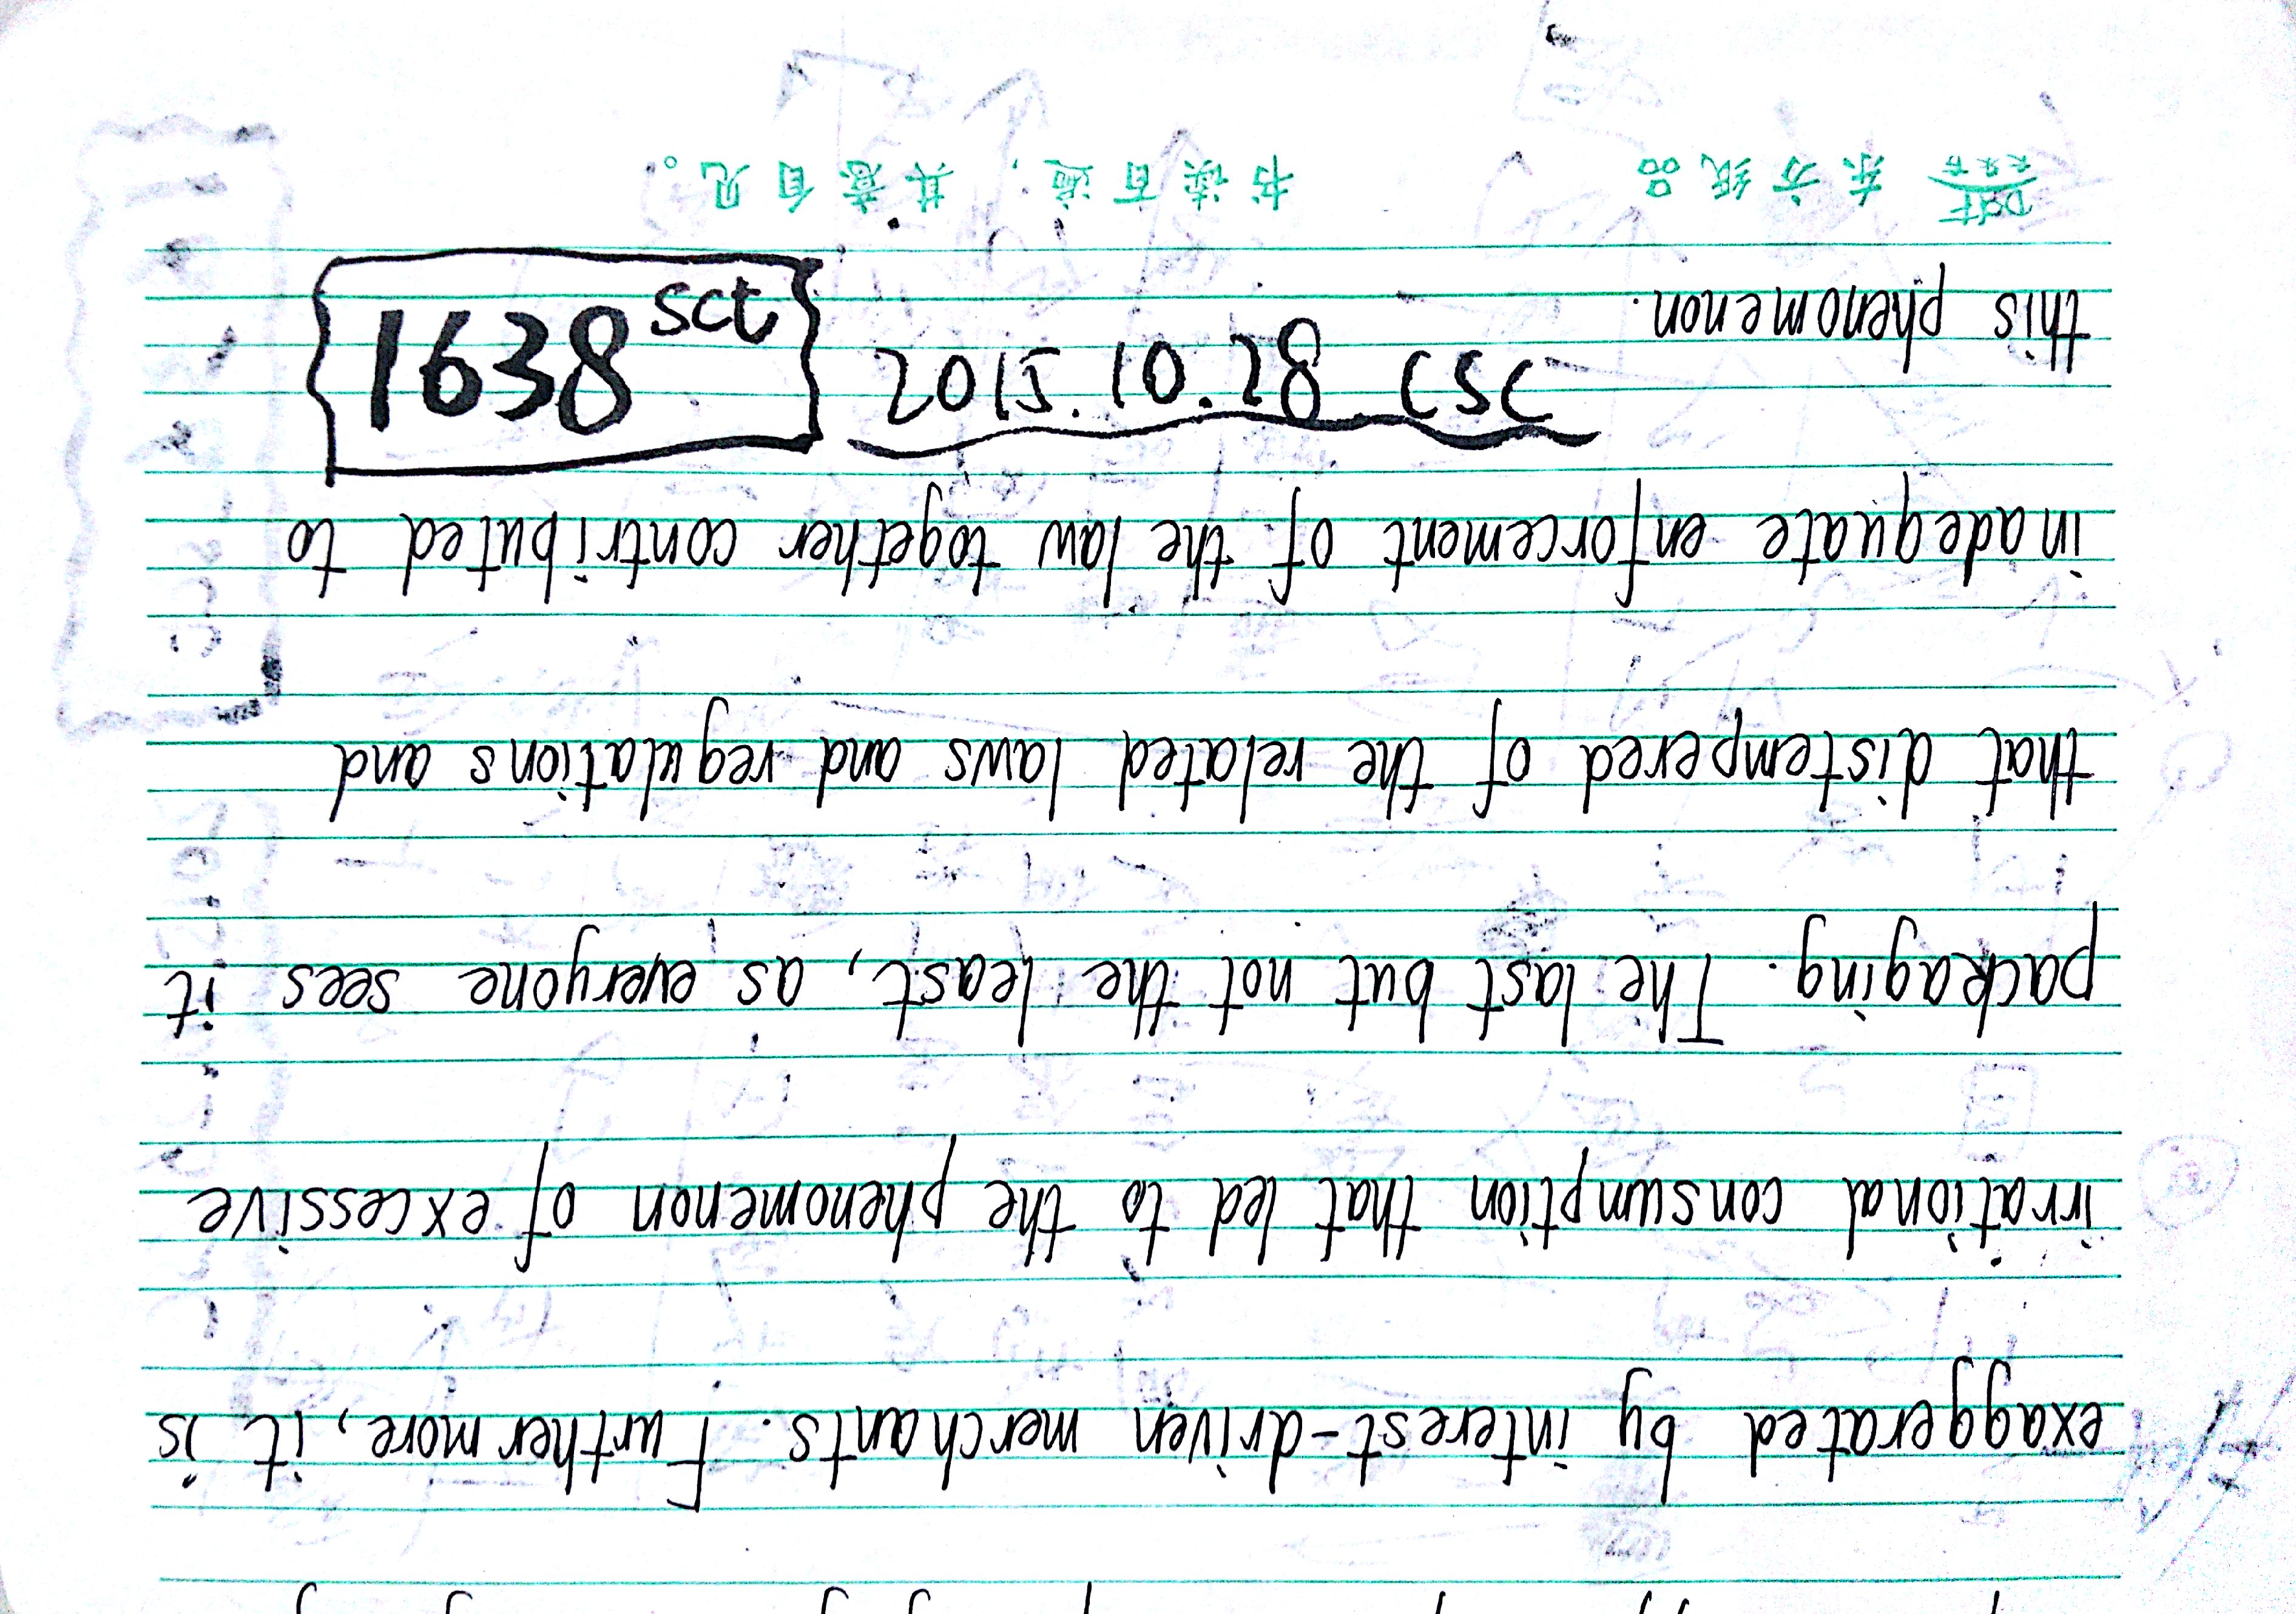 exaggerated by interest-driven merchants. Furthermore, it is
irrational consumption that led to the phenomenon of excessive
packaging. The last but not the least, as everyone sees it
that distempered of the related laws and regulations and
inadequate enforcement of the law together contributed to
this phenomenon.
2015.10.28 CSC
1638 sct
DGF 东方纸品
书读百遍，其意自见。